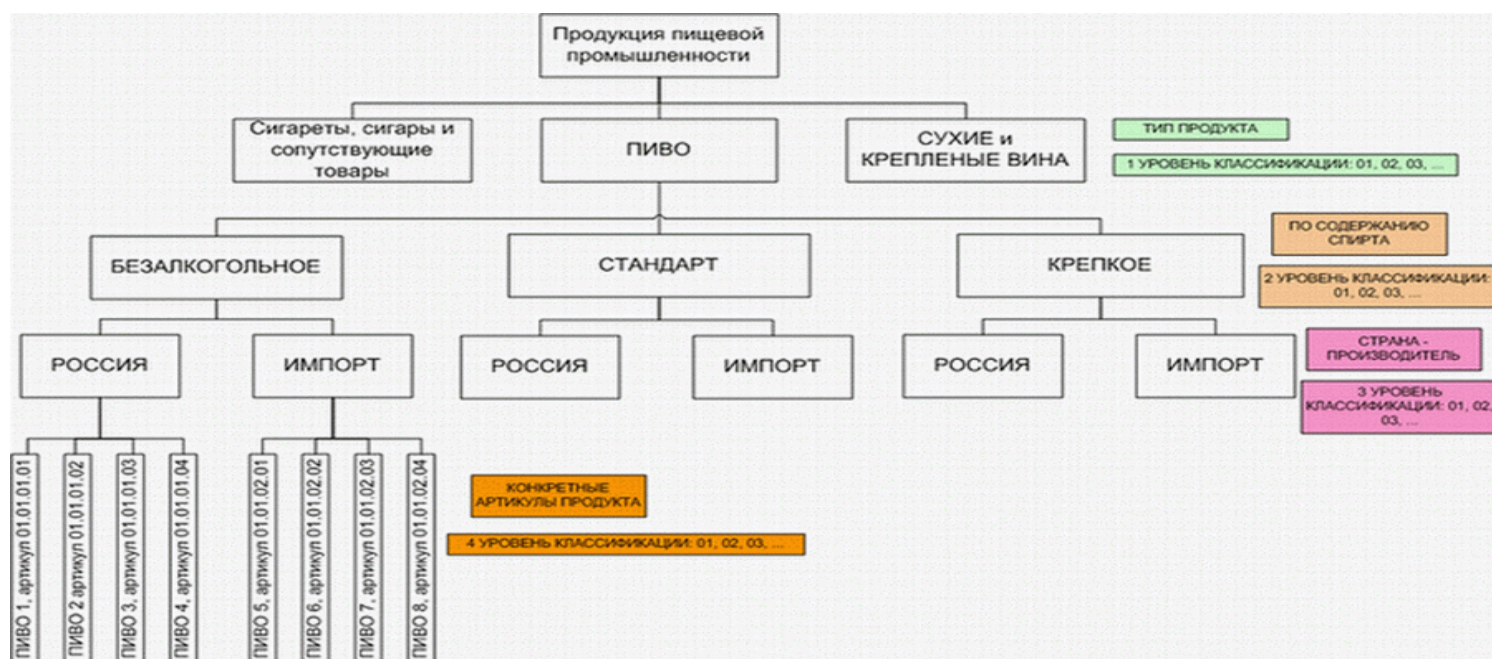 Продукция пищевой
промышленности
Сигареты, сигары и
сопутствующие
товары
ПИВО
СУХИЕ и
КРЕПЛЕНЫЕ ВИНА
ТИП ПРОДУКТА
1 УРОВЕНЬ КЛАССИФИКАЦИИ: 01, 02, 03, ...
БЕЗАЛКОГОЛЬНОЕ
СТАНДАРТ
КРЕПКОЕ
ПО СОДЕРЖАНИЮ
СПИРТА
2 УРОВЕНЬ КЛАССИФИКАЦИИ:
01, 02, 03, ...
РОССИЯ
ИМПОРТ
РОССИЯ
ИМПОРТ
РОССИЯ
ИМПОРТ
СТРАНА -
ПРОИЗВОДИТЕЛЬ
3 УРОВЕНЬ
КЛАССИФИКАЦИИ: 01, 02,
03, ...
ПИВО 1, артикул 01.01.01.01
ПИВО 2 артикул 01.01.01.02
ПИВО 3, артикул 01.01.01.03
ПИВО 4, артикул 01.01.01.04
ПИВО 5, артикул 01.01.02.01
ПИВО 6, артикул 01.01.02.02
ПИВО 7, артикул 01.01.02.03
ПИВО 8, артикул 01.01.02.04
КОНКРЕТНЫЕ
АРТИКУЛЫ ПРОДУКТА
4 УРОВЕНЬ КЛАССИФИКАЦИИ: 01, 02, 03, ...